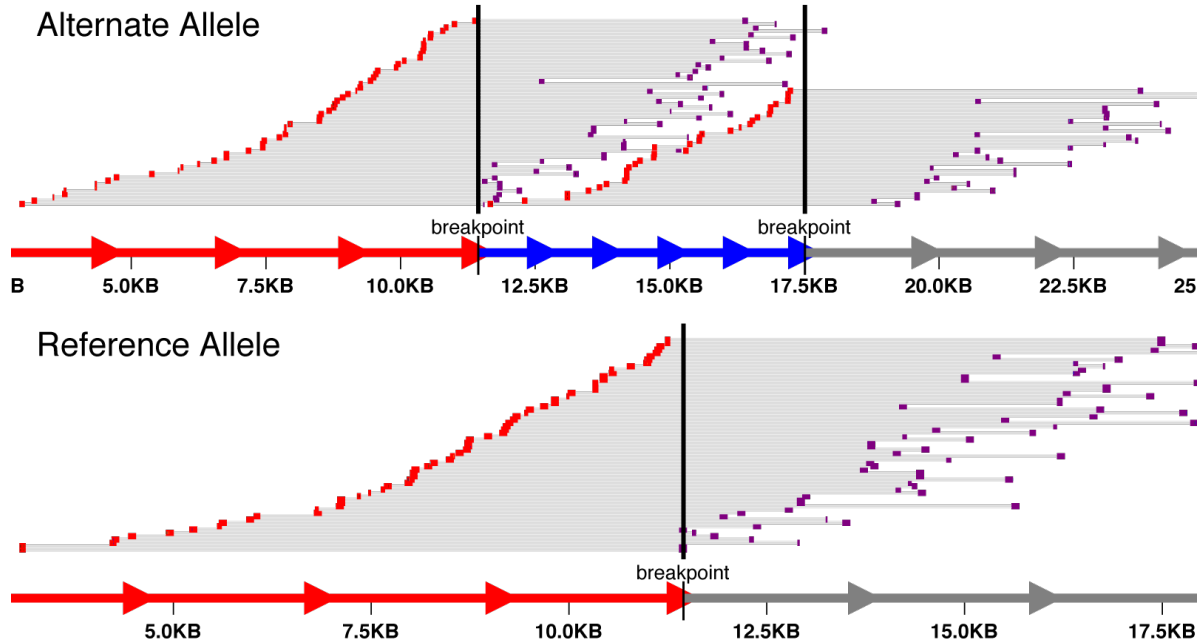 Alternate Allele
breakpoint breakpoint
B 5.0KB 7.5KB 10.0KB 12.5KB 15.0KB 17.5KB 20.0KB 22.5KB 25
Reference Allele
breakpoint
5.0KB 7.5KB 10.0KB 12.5KB 15.0KB 17.5KB